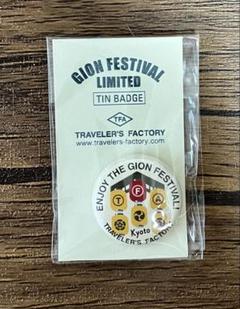 GION FESTIVAL
LIMITED
TIN BADGE
TFA
TRAVELER'S FACTORY
www.travelers-factory.com
ENJOY THE GION FESTIVAL!
F
T A
Kyoto
TRAVELER'S FACTORY